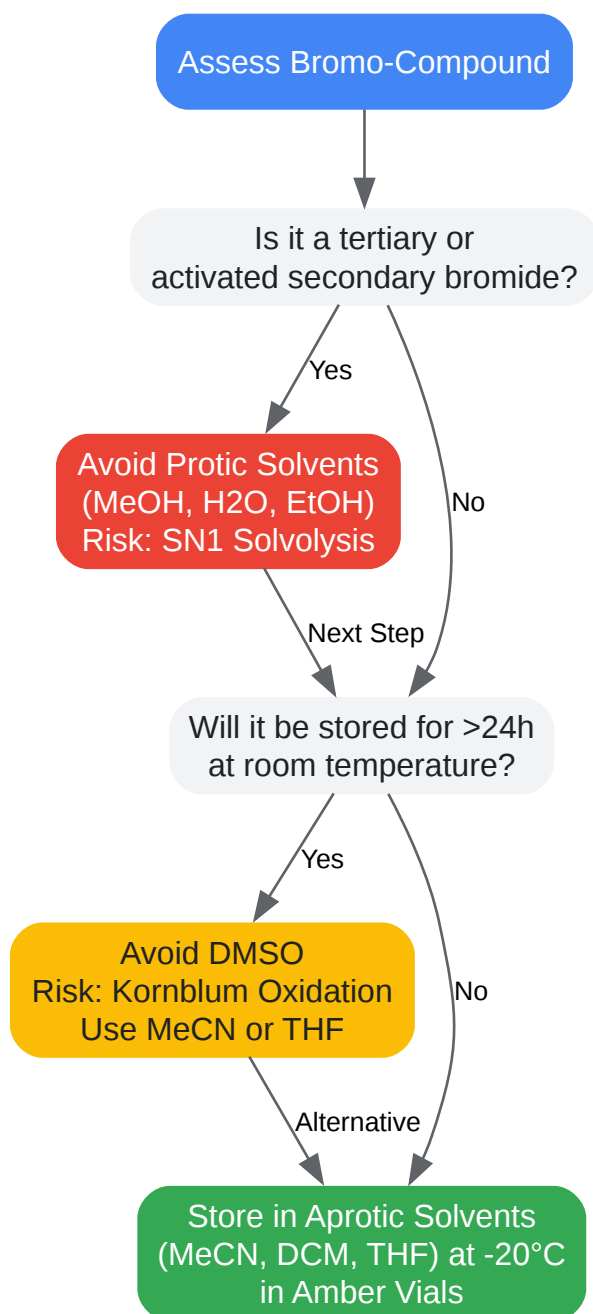 Assess Bromo-Compound
Is it a tertiary or
activated secondary bromide?
Yes
Avoid Protic Solvents
(MeOH, H2O, EtOH)
Risk: SN1 Solvolysis
No
Next Step
Will it be stored for >24h
at room temperature?
Yes
Avoid DMSO
Risk: Kornblum Oxidation
Use MeCN or THF
No
Alternative
Store in Aprotic Solvents
(MeCN, DCM, THF) at -20°C
in Amber Vials